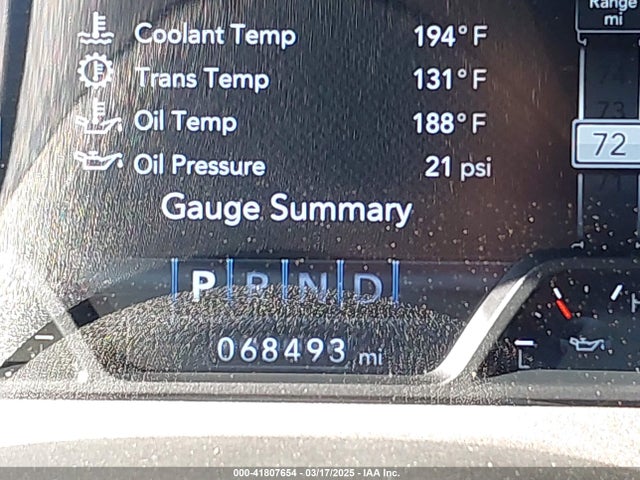 Coolant Temp 194°F
Trans Temp 131°F
Oil Temp 188°F
Oil Pressure 21 psi
Gauge Summary
Range
mi
73
72
P R N D
068493 mi
L H
000-41807654 - 03/17/2025 - IAA Inc.